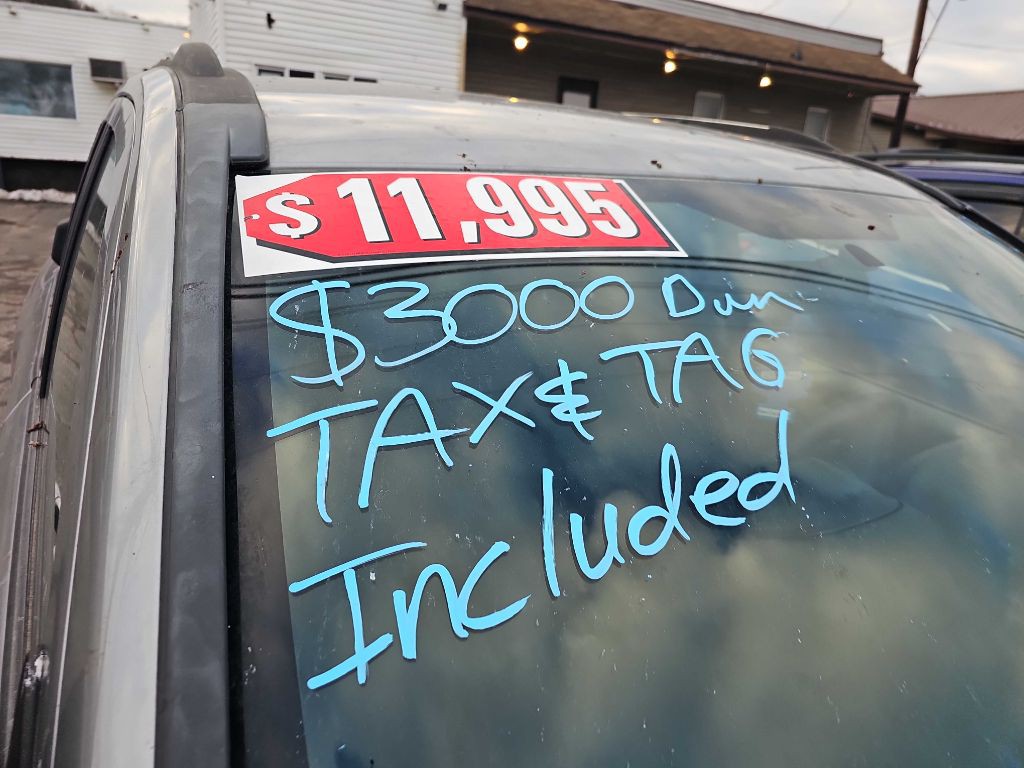 $11,995
$3000 Dwn
TAX & TAG
Included